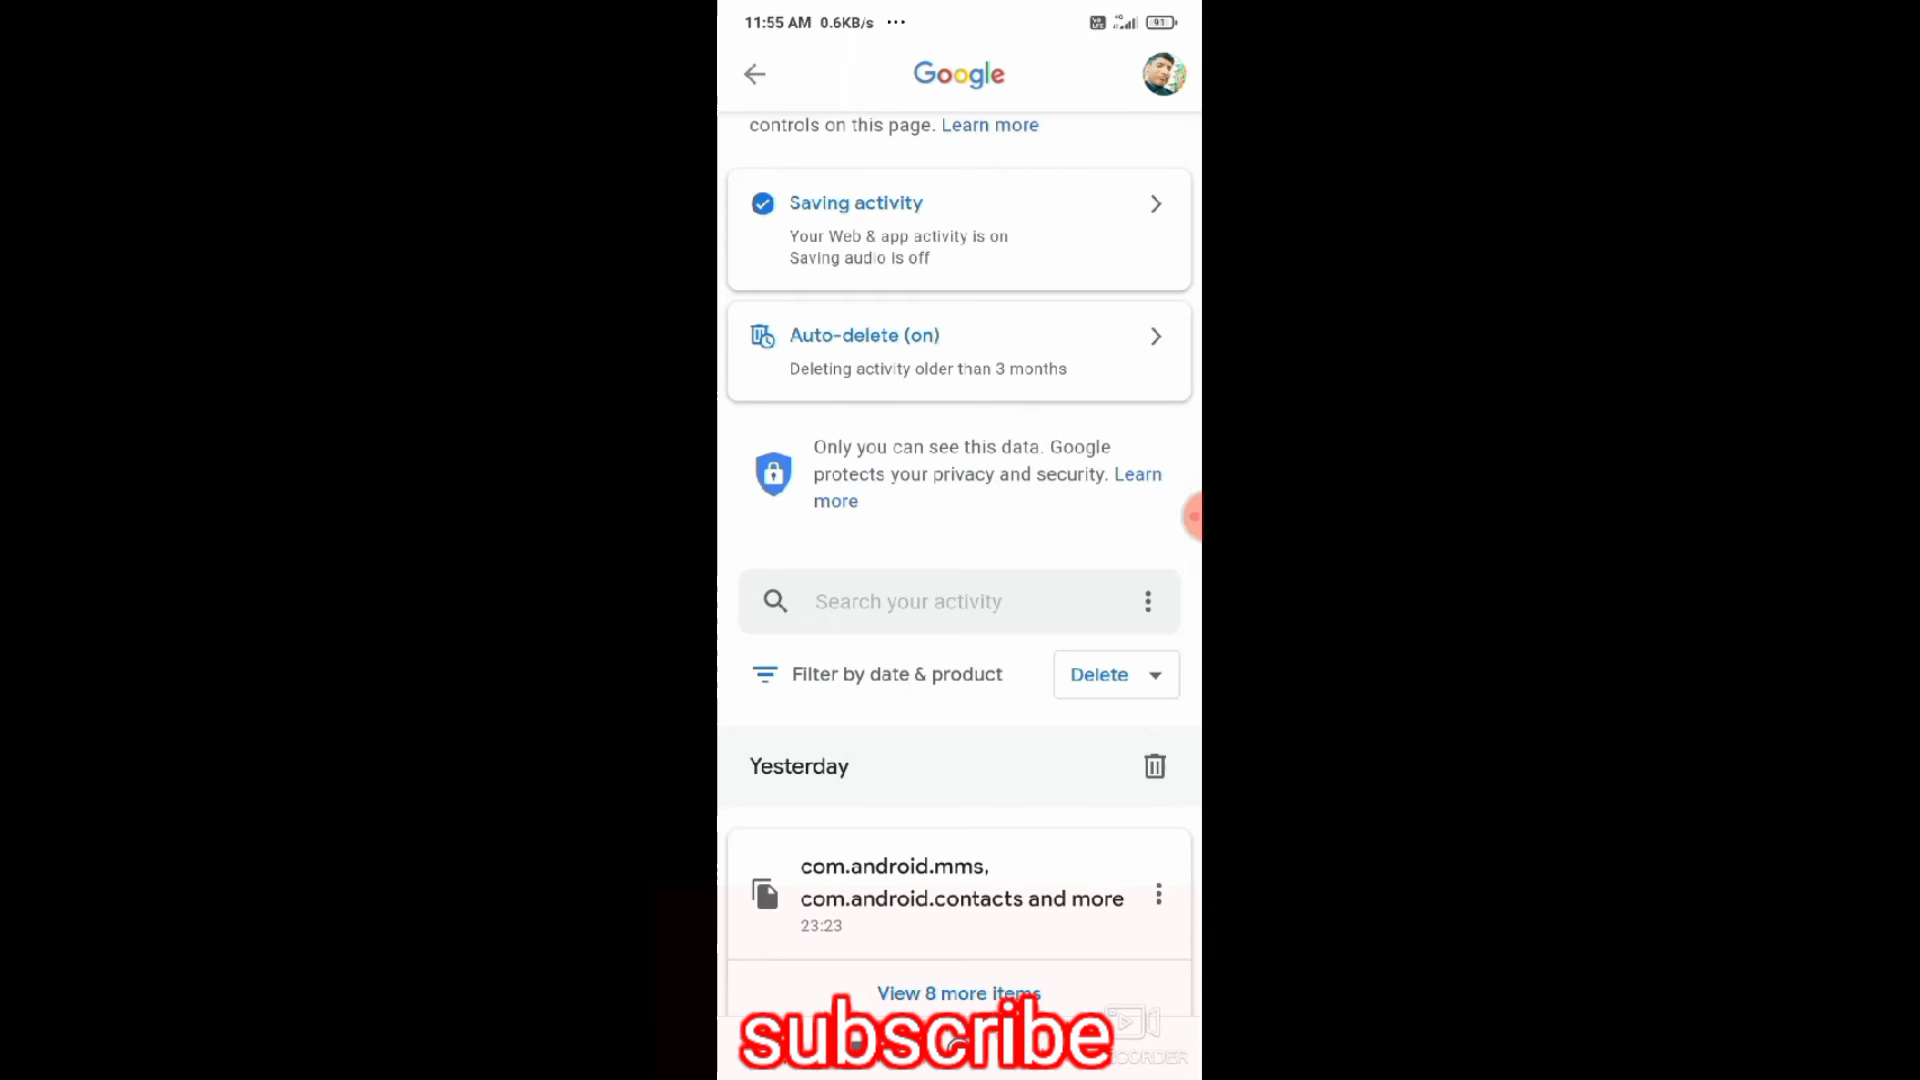 11:55 AM 0.6KB/s ...
91
Google
controls on this page. Learn more
Saving activity
Your Web & app activity is on
Saving audio is off
Auto-delete (on)
Deleting activity older than 3 months
Only you can see this data. Google
protects your privacy and security. Learn
more
Search your activity
Filter by date & product
Delete
Yesterday
com.android.mms,
com.android.contacts and more
23:23
View 8 more items
subscribe